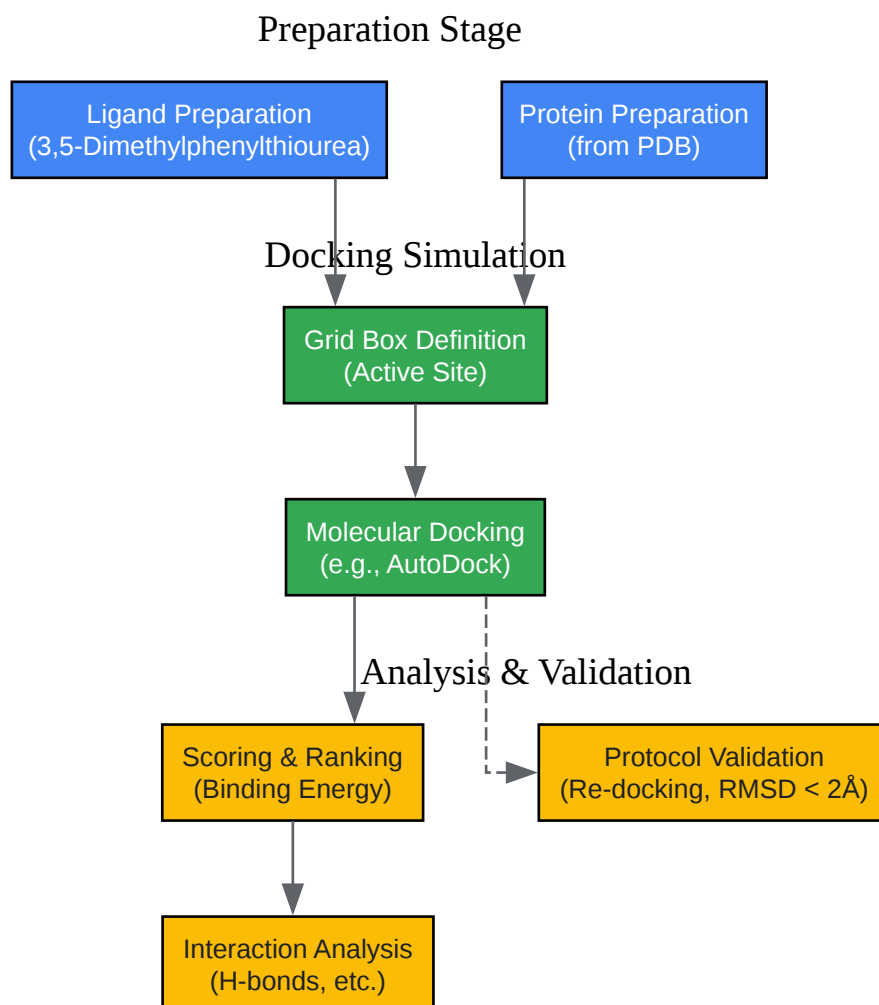 Preparation Stage
Ligand Preparation
(3,5-Dimethylphenylthiourea)
Protein Preparation
(from PDB)
Docking Simulation
Grid Box Definition
(Active Site)
Molecular Docking
(e.g., AutoDock)
Analysis & Validation
Scoring & Ranking
(Binding Energy)
Protocol Validation
(Re-docking, RMSD < 2Å)
Interaction Analysis
(H-bonds, etc.)